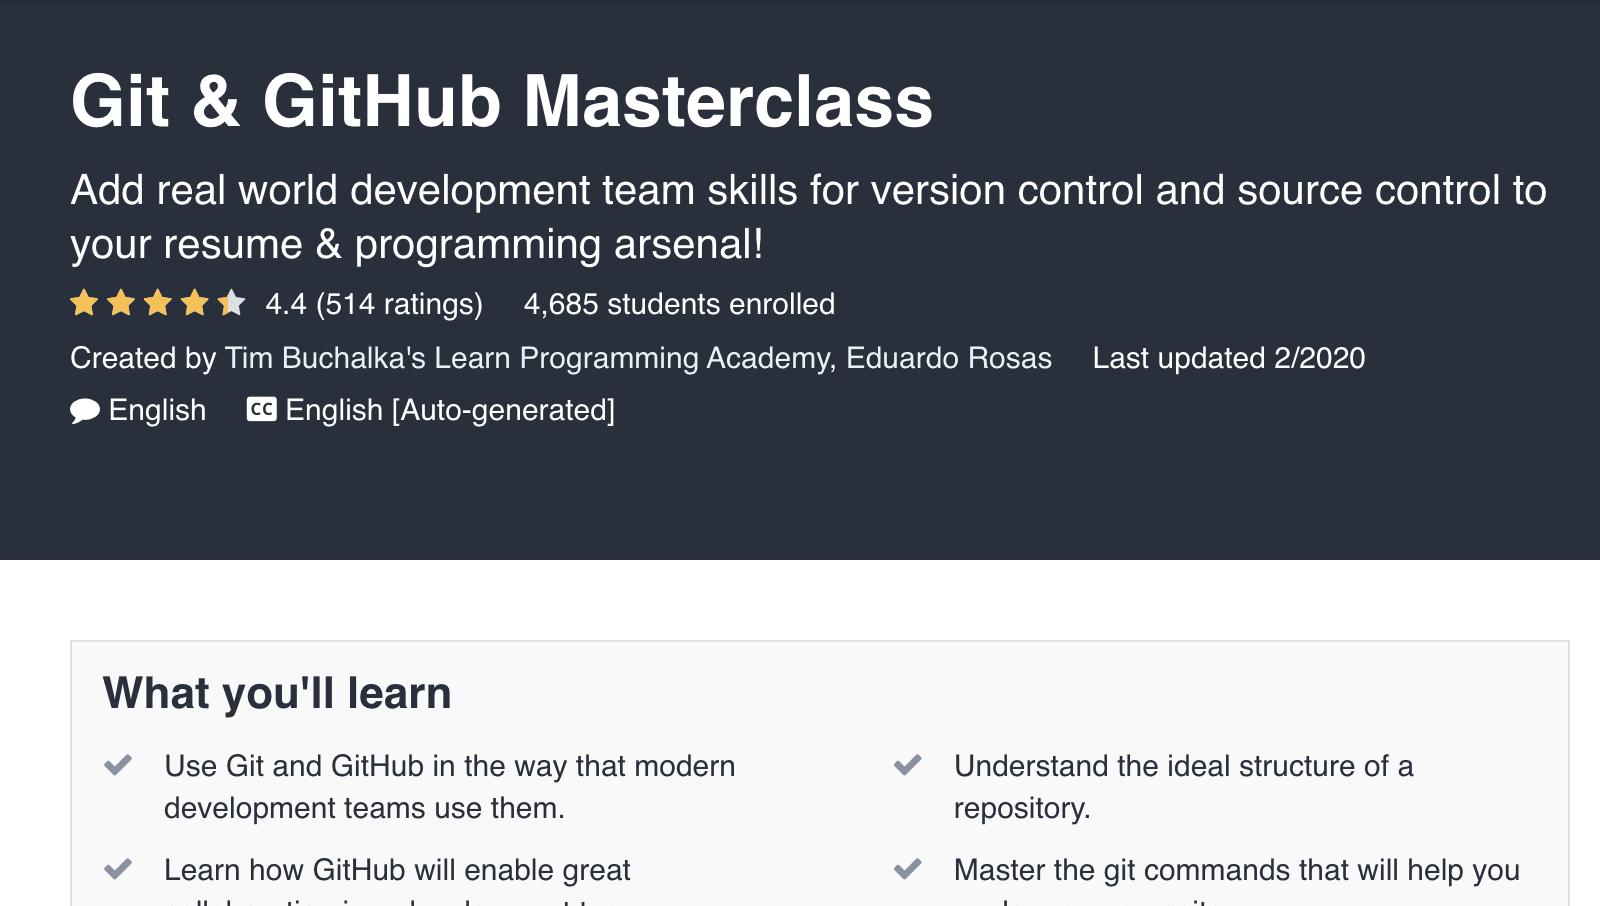 Git & GitHub Masterclass
Add real world development team skills for version control and source control to
your resume & programming arsenal!
4.4 (514 ratings) 4,685 students enrolled
Created by Tim Buchalka's Learn Programming Academy, Eduardo Rosas Last updated 2/2020
English CC English [Auto-generated]
What you'll learn
Use Git and GitHub in the way that modern
development teams use them.
Understand the ideal structure of a
repository.
Learn how GitHub will enable great
Master the git commands that will help you